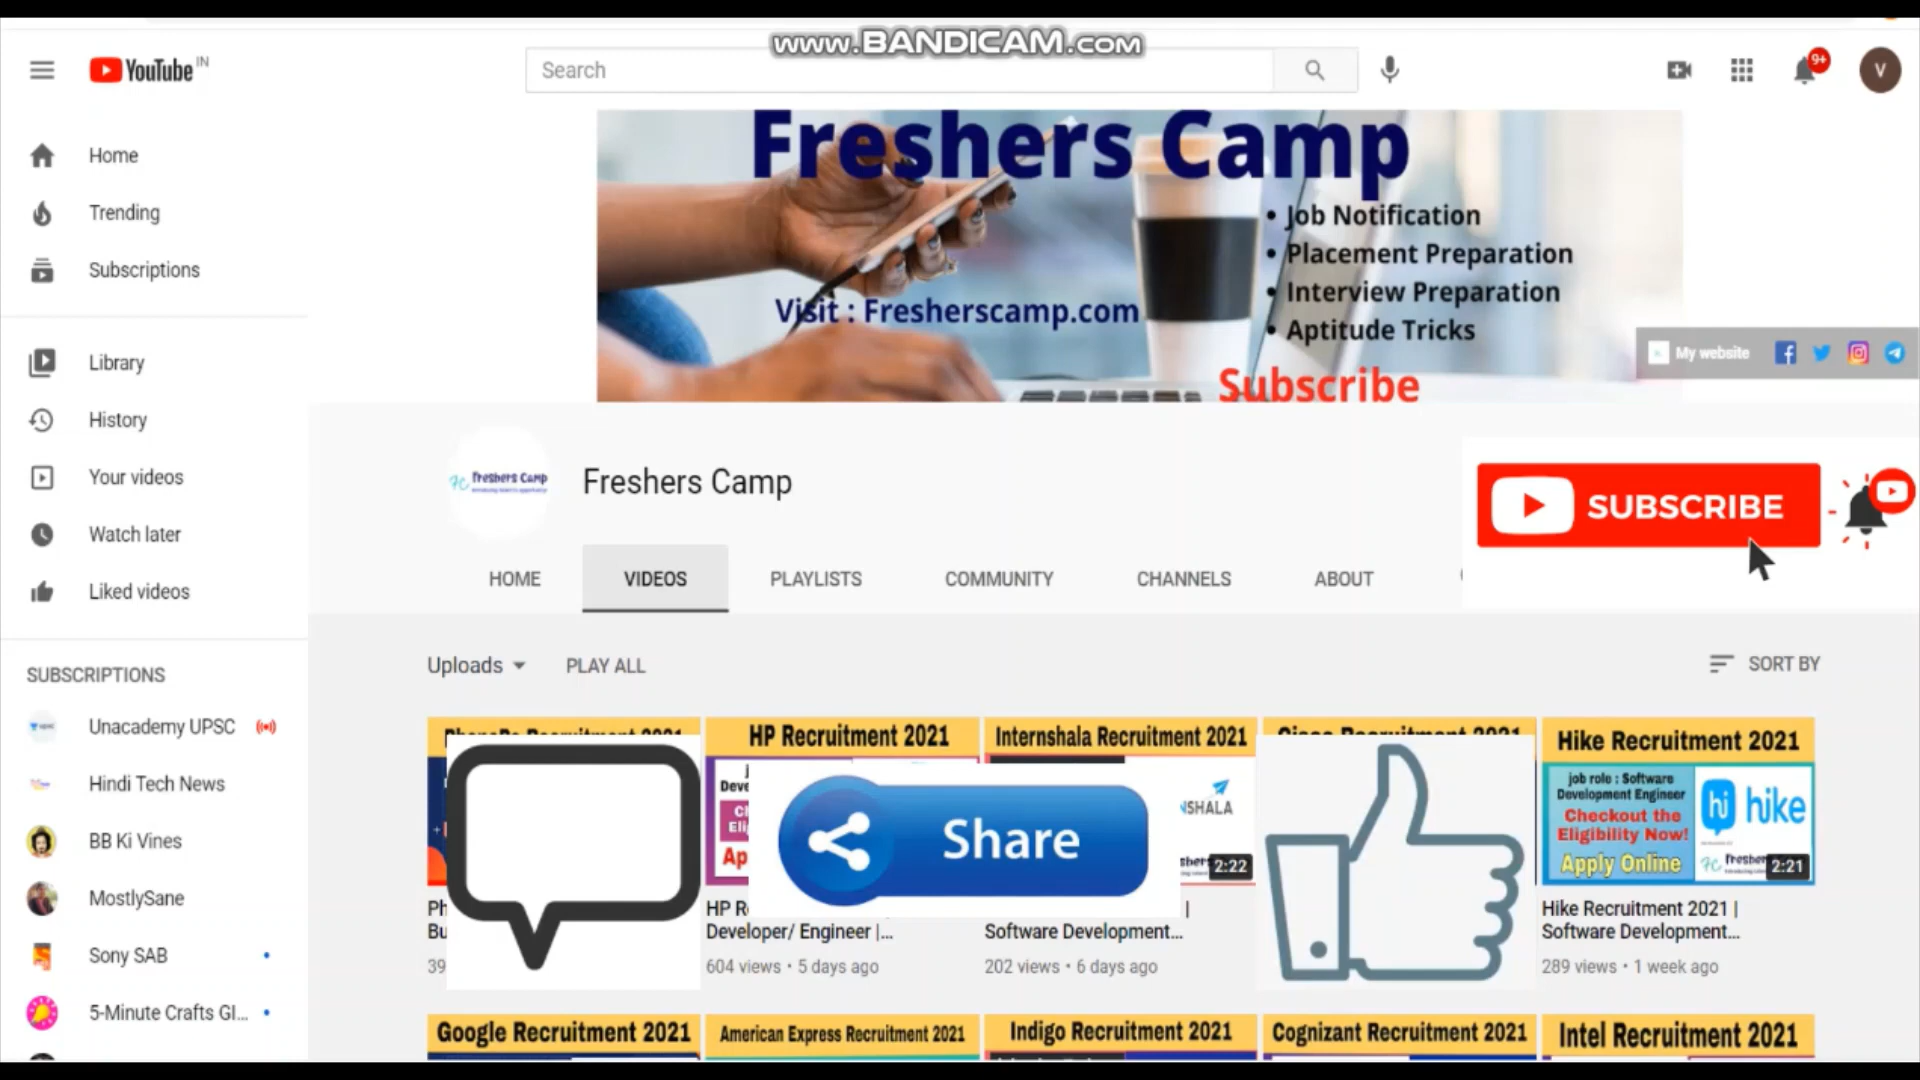 www.BANDICAM.com
YouTube IN
Search
9+
V
Home
Trending
Subscriptions
Library
History
Your videos
Watch later
Liked videos
SUBSCRIPTIONS
Unacademy UPSC
Hindi Tech News
BB Ki Vines
MostlySane
Sony SAB
5-Minute Crafts GI...
Freshers Camp
• Job Notification
• Placement Preparation
• Interview Preparation
• Aptitude Tricks
Visit : Fresherscamp.com
Subscribe
My website
Freshers Camp
Freshers Camp
SUBSCRIBE
HOME
VIDEOS
PLAYLISTS
COMMUNITY
CHANNELS
ABOUT
Uploads
PLAY ALL
SORT BY
HP Recruitment 2021
Internshala Recruitment 2021
Hike Recruitment 2021
job role : Software
Development Engineer
Checkout the
Eligibility Now!
Apply Online
hi hike
2:21
Share
NSHALA
2:22
HP R
Developer/ Engineer |...
604 views • 5 days ago
Software Development...
202 views • 6 days ago
Hike Recruitment 2021 |
Software Development...
289 views • 1 week ago
Google Recruitment 2021
American Express Recruitment 2021
Indigo Recruitment 2021
Cognizant Recruitment 2021
Intel Recruitment 2021